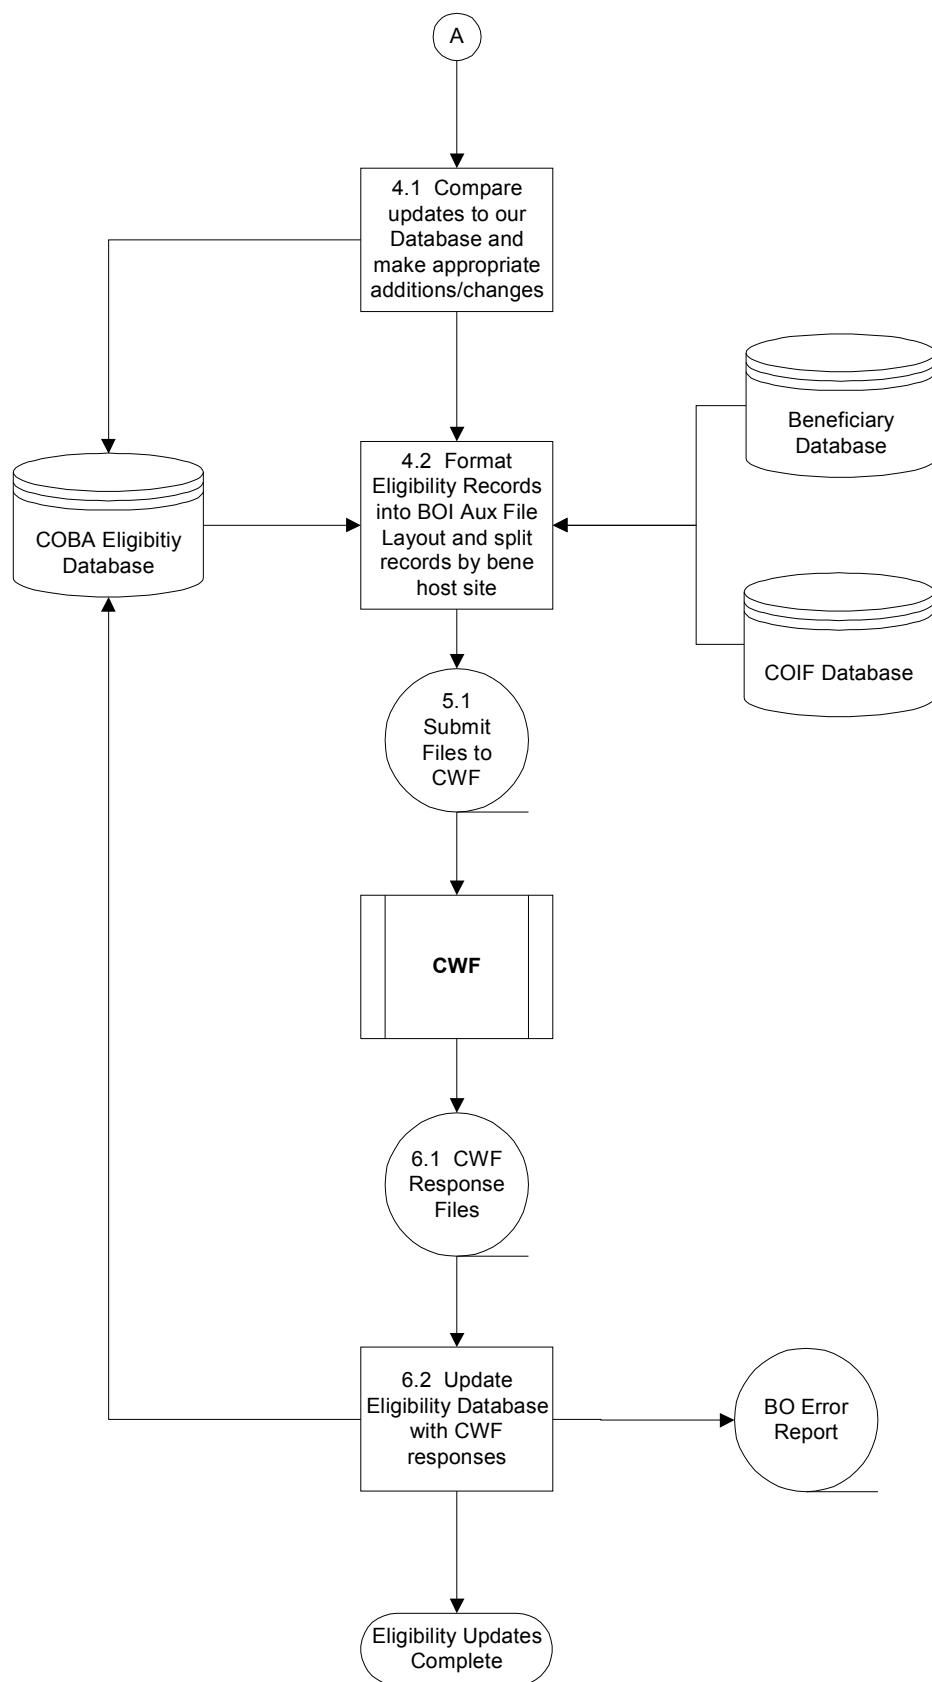 A
4.1 Compare
updates to our
Database and
make appropriate
additions/changes
Beneficiary
Database
4.2 Format
Eligibility Records
into BOI Aux File
Layout and split
records by bene
host site
COBA Eligibitiy
Database
COIF Database
5.1
Submit
Files to
CWF
CWF
6.1 CWF
Response
Files
6.2 Update
Eligibility Database
with CWF
responses
BO Error
Report
Eligibility Updates
Complete